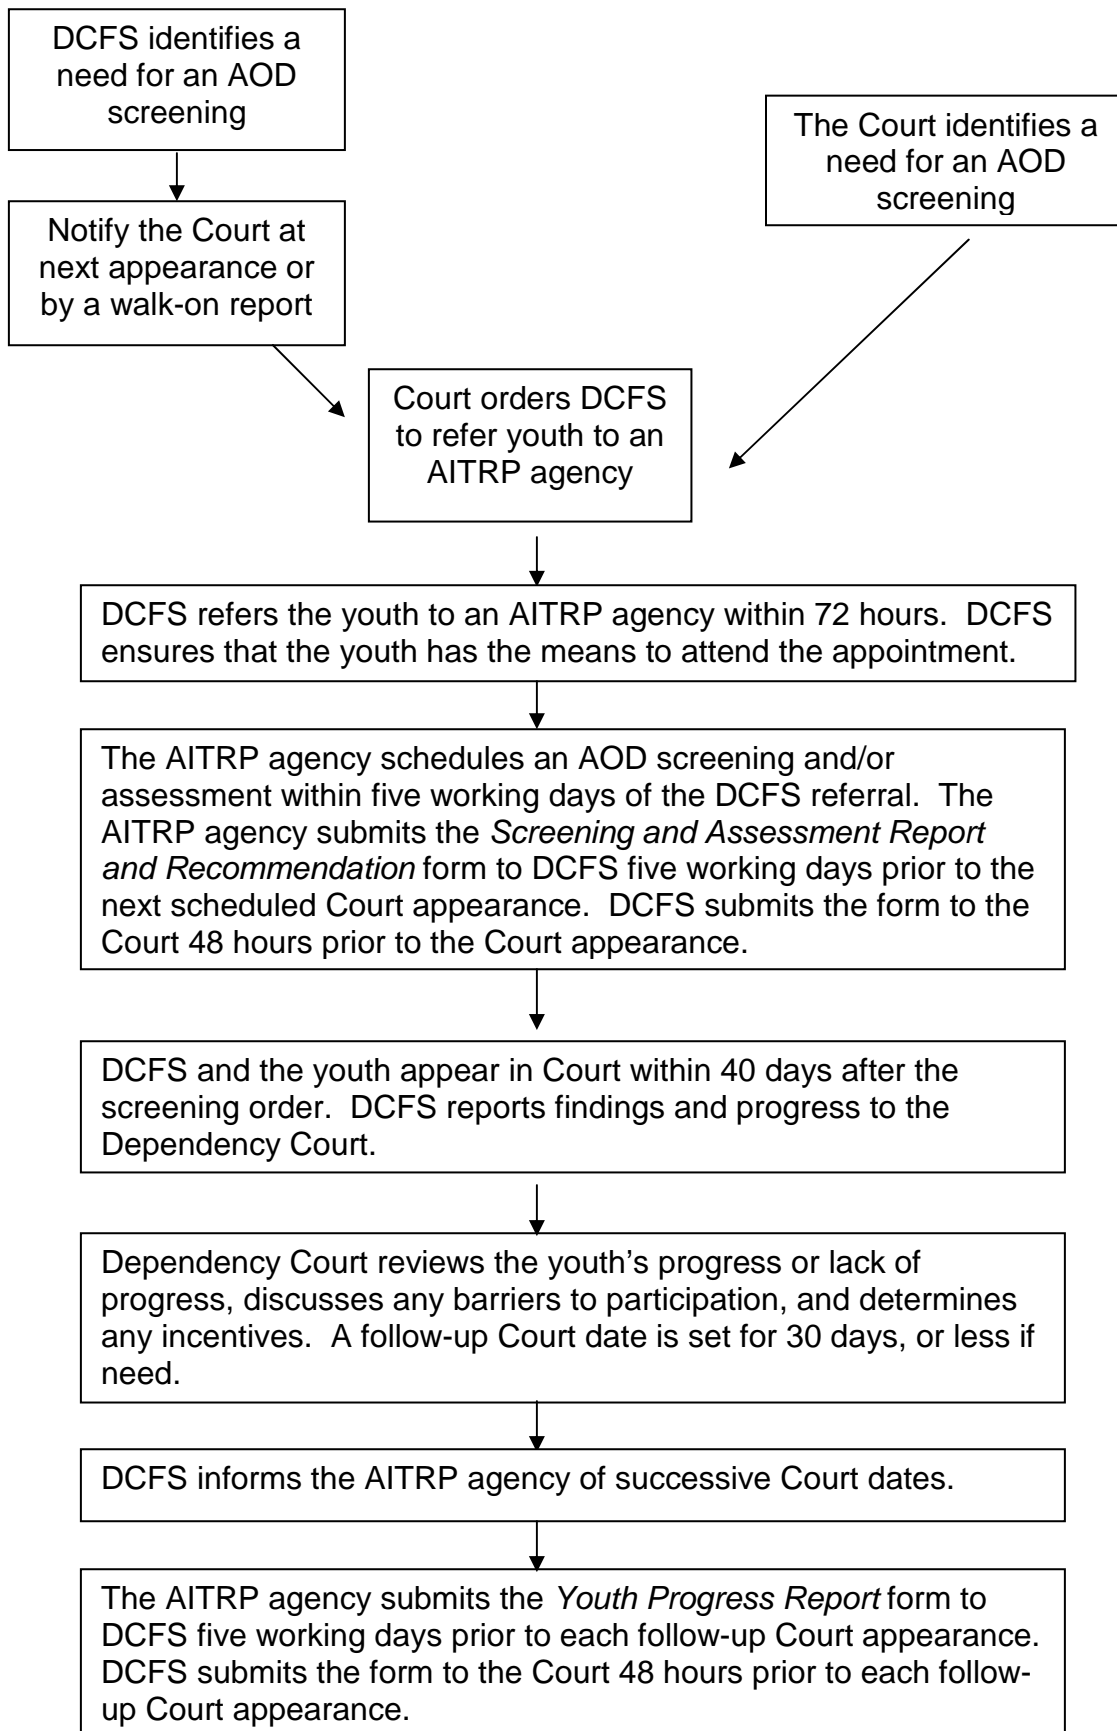 DCFS identifies a
need for an AOD
screening
The Court identifies a
need for an AOD
screening
Notify the Court at
next appearance or
by a walk-on report
Court orders DCFS
to refer youth to an
AITRP agency
DCFS refers the youth to an AITRP agency within 72 hours.  DCFS
ensures that the youth has the means to attend the appointment.
The AITRP agency schedules an AOD screening and/or
assessment within five working days of the DCFS referral.  The
AITRP agency submits the Screening and Assessment Report
and Recommendation form to DCFS five working days prior to the
next scheduled Court appearance.  DCFS submits the form to the
Court 48 hours prior to the Court appearance.
DCFS and the youth appear in Court within 40 days after the
screening order.  DCFS reports findings and progress to the
Dependency Court.
Dependency Court reviews the youth’s progress or lack of
progress, discusses any barriers to participation, and determines
any incentives.  A follow-up Court date is set for 30 days, or less if
need.
DCFS informs the AITRP agency of successive Court dates.
The AITRP agency submits the Youth Progress Report form to
DCFS five working days prior to each follow-up Court appearance.
DCFS submits the form to the Court 48 hours prior to each follow-
up Court appearance.